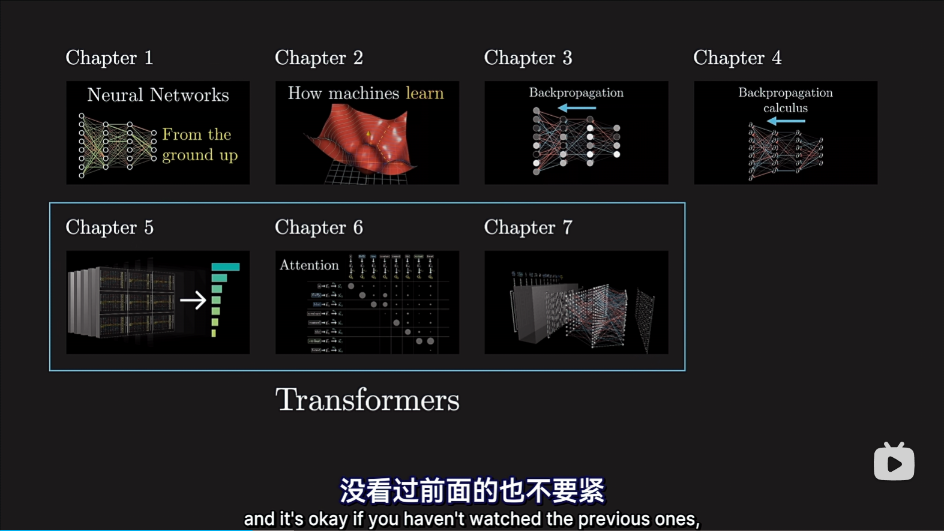 Chapter 1
Chapter 2
Chapter 3
Chapter 4
Neural Networks
From the
ground up
How machines learn
Backpropagation
Backpropagation
calculus
Chapter 5
Chapter 6
Chapter 7
Attention
Transformers
没看过前面的也不要紧
and it's okay if you haven't watched the previous ones,